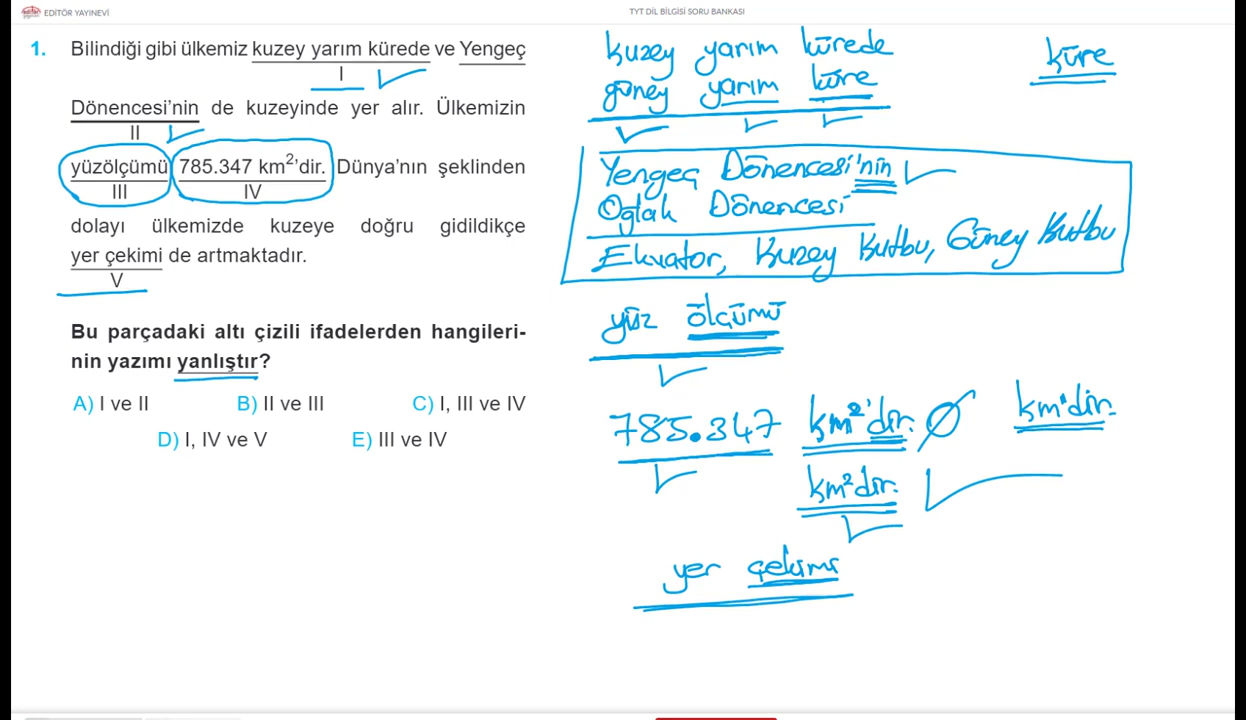 EDİTÖR YAYINEVİ
TYT DİL BİLGİSİ SORU BANKASI
1. Bilindiği gibi ülkemiz kuzey yarım kürede ve Yengeç
I
Dönencesi'nin de kuzeyinde yer alır. Ülkemizin
II
yüzölçümü 785.347 km²'dir. Dünya'nın şeklinden
III IV
dolayı ülkemizde kuzeye doğru gidildikçe
yer çekimi de artmaktadır.
V
Bu parçadaki altı çizili ifadelerden hangileri-
nin yazımı yanlıştır?
A) I ve II B) II ve III C) I, III ve IV
D) I, IV ve V E) III ve IV
kuzey yarım kürede
güney yarım küre
küre
Yengeç Dönencesi'nin
Oğlak Dönencesi
Ekvator, Kuzey Kutbu, Güney Kutbu
yüz ölçümü
785.347 km²'dir. km'dir.
km²dir.
yer çekimi